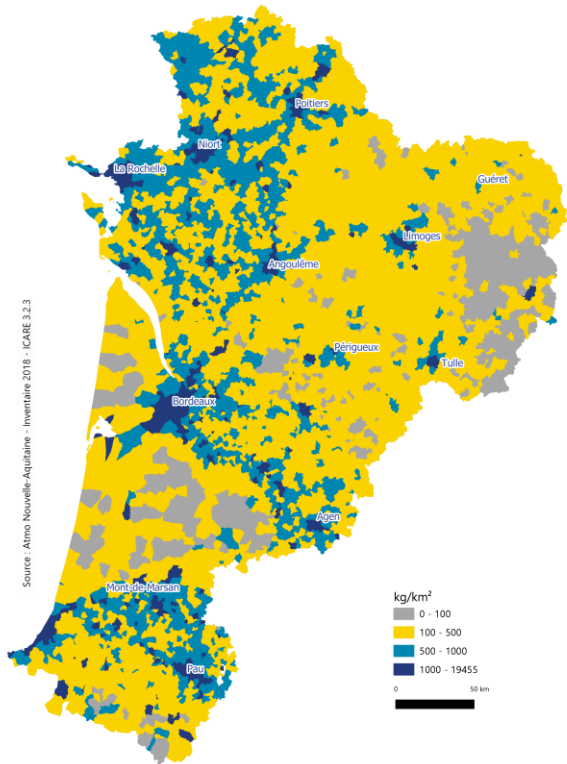 Poitiers
Niort
La Rochelle
Guéret
Limoges
Angoulême
Périgueux
Tulle
Bordeaux
Agen
Mont-de-Marsan
Pau
Source : Atmo Nouvelle-Aquitaine - Inventaire 2018 - ICARE 3.2.3
kg/km²
0 - 100
100 - 500
500 - 1000
1000 - 19455
0 50 km